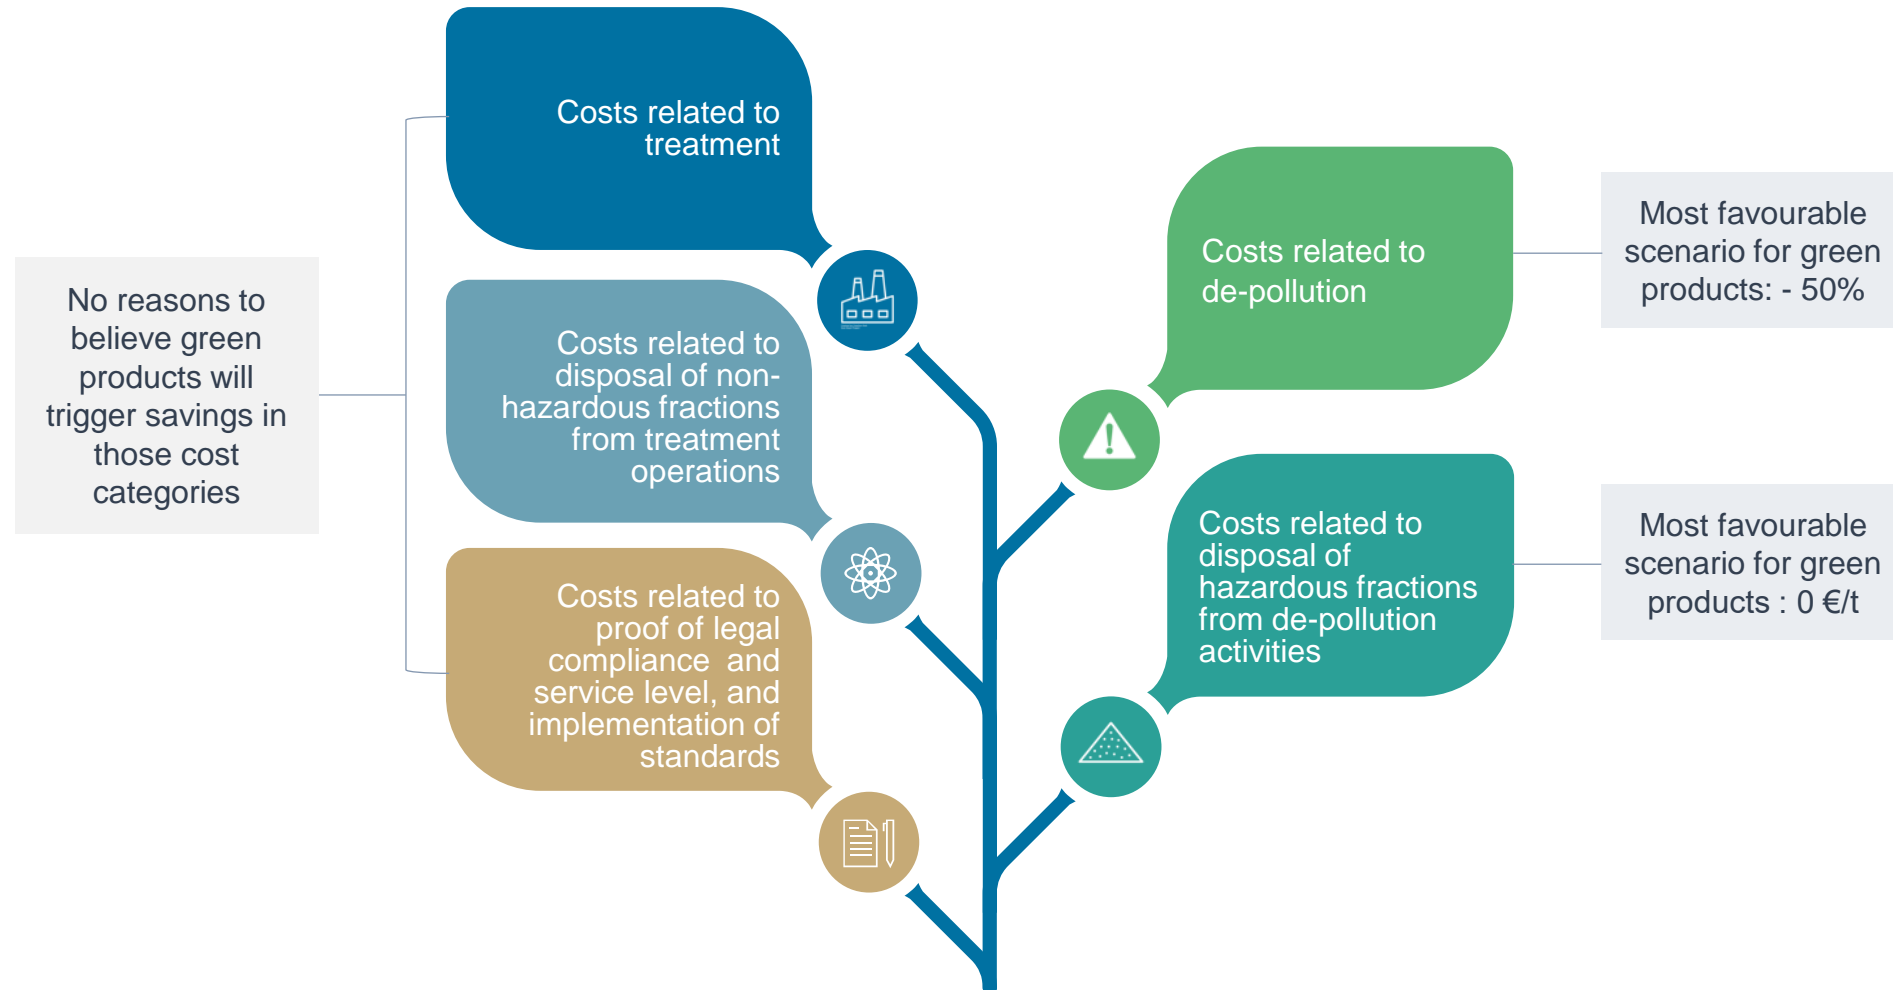 No reasons to
believe green
products will
trigger savings in
those cost
categories
Costs related to
treatment
Costs related to
disposal of non-
hazardous fractions
from treatment
operations
Costs related to
proof of legal
compliance  and
service level, and
implementation of
standards
Costs related to
de-pollution
Most favourable
scenario for green
products: - 50%
Costs related to
disposal of
hazardous fractions
from de-pollution
activities
Most favourable
scenario for green
products : 0 €/t